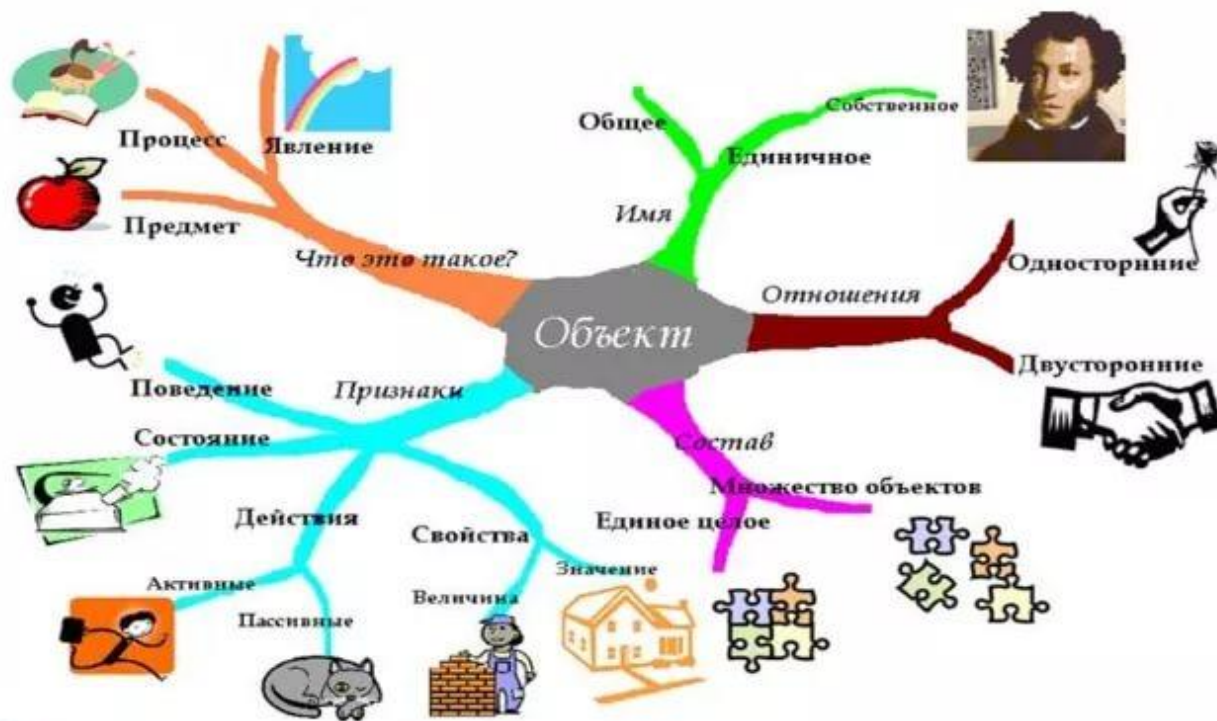 Процесс
Явление
Предмет
Что это такое?
Общее
Собственное
Единичное
Имя
Отношения
Одностornние
Двусторонние
Объект
Признаки
Поведение
Состояние
Действия
Активные
Пассивные
Свойства
Величина
Значение
Состав
Множество объектов
Единое целое